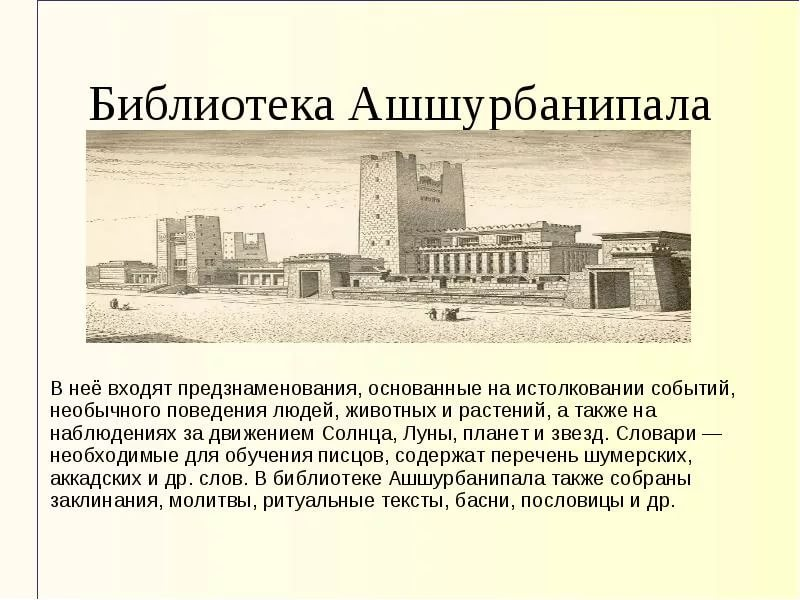 Библиотека Ашшурбанипала
В неё входят предзнаменования, основанные на истолковании событий,
необычного поведения людей, животных и растений, а также на
наблюдениях за движением Солнца, Луны, планет и звезд. Словари —
необходимые для обучения писцов, содержат перечень шумерских,
аккадских и др. слов. В библиотеке Ашшурбанипала также собраны
заклинания, молитвы, ритуальные тексты, басни, пословицы и др.